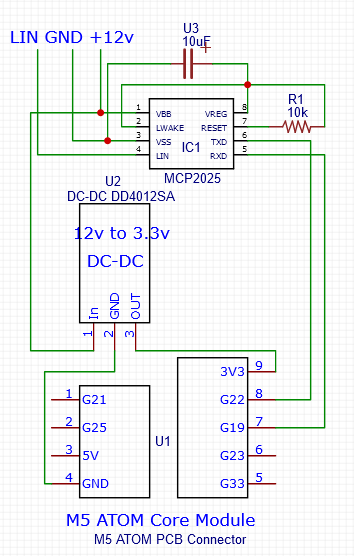 LIN GND +12v
U3
10uF
1 VBB VREG 8
2 LWAKE RESET 7
3 VSS TXD 6
4 LIN RXD 5
IC1
MCP2025
R1
10k
U2
DC-DC DD4012SA
12v to 3.3v
DC-DC
In GND OUT
1 2 3
3V3 9
1 G21 G22 8
2 G25 G19 7
3 5V G23 6
4 GND G33 5
U1
M5 ATOM Core Module
M5 ATOM PCB Connector